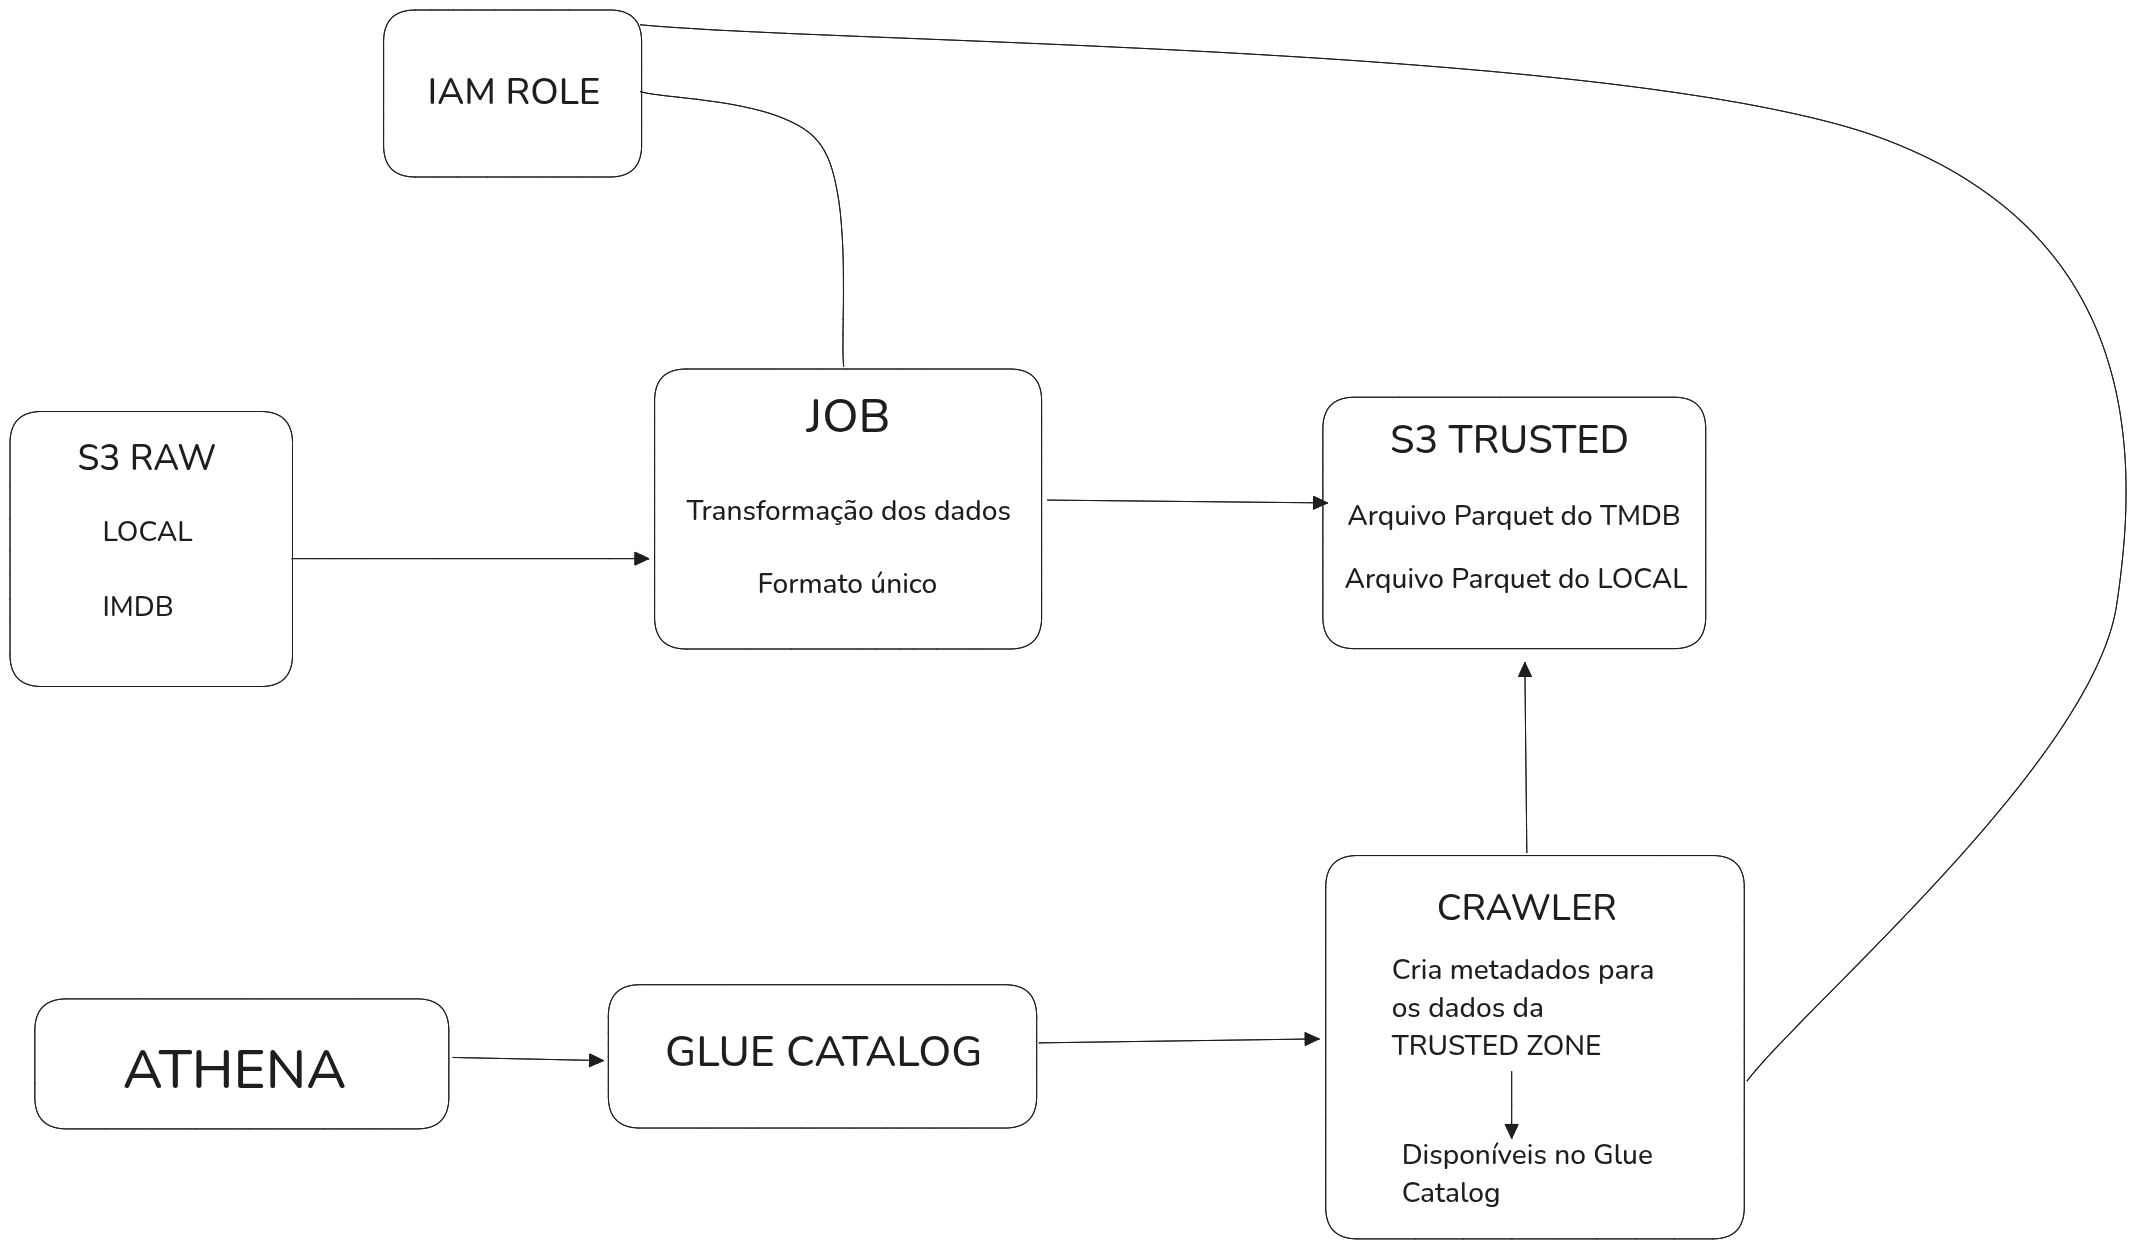 IAM ROLE
S3 RAW
LOCAL
IMDB
JOB
Transformação dos dados
Formato único
S3 TRUSTED
Arquivo Parquet do TMDB
Arquivo Parquet do LOCAL
ATHENA
GLUE CATALOG
CRAWLER
Cria metadados para
os dados da
TRUSTED ZONE
Disponíveis no Glue
Catalog